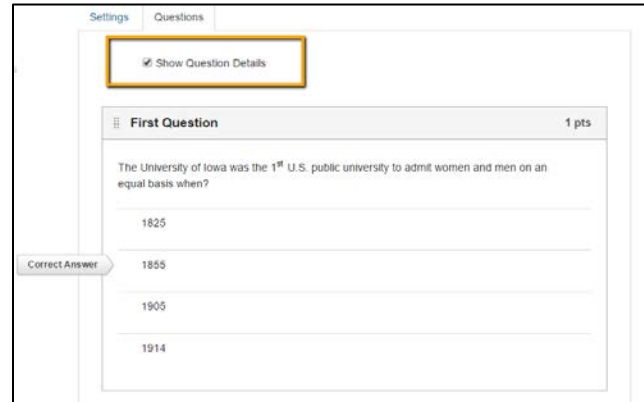 Settings Questions
Show Question Details
First Question 1 pts
The University of Iowa was the 1st U.S. public university to admit women and men on an
equal basis when?
1825
Correct Answer 1855
1905
1914